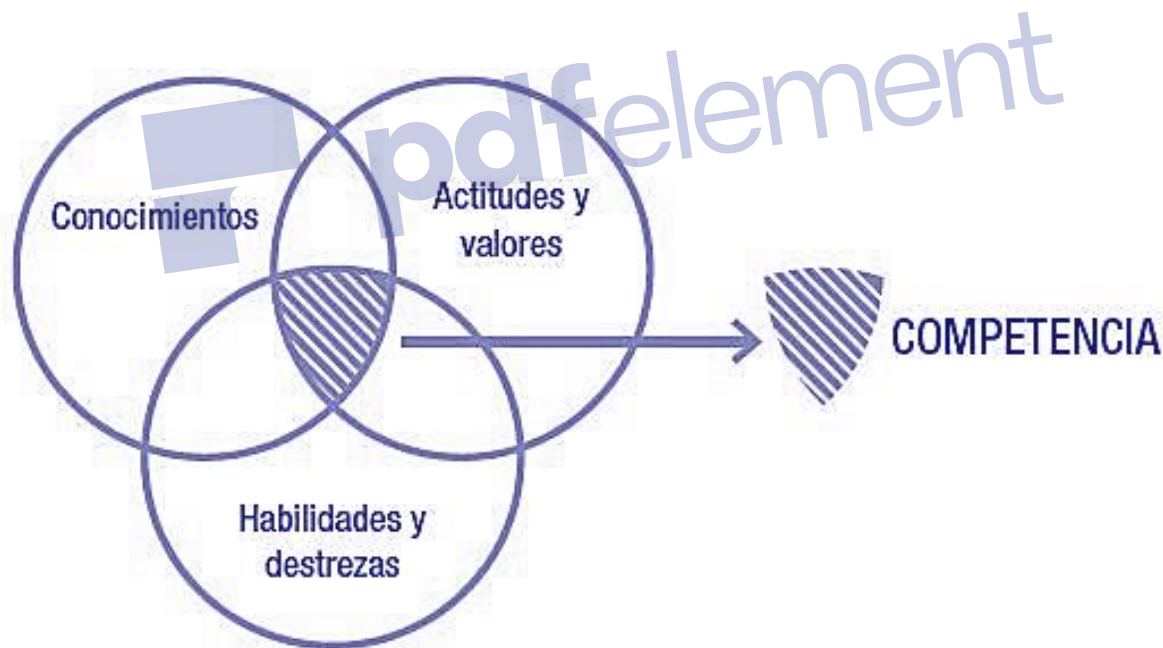 pdfelement
Conocimientos
Actitudes y
valores
COMPETENCIA
Habilidades y
destrezas